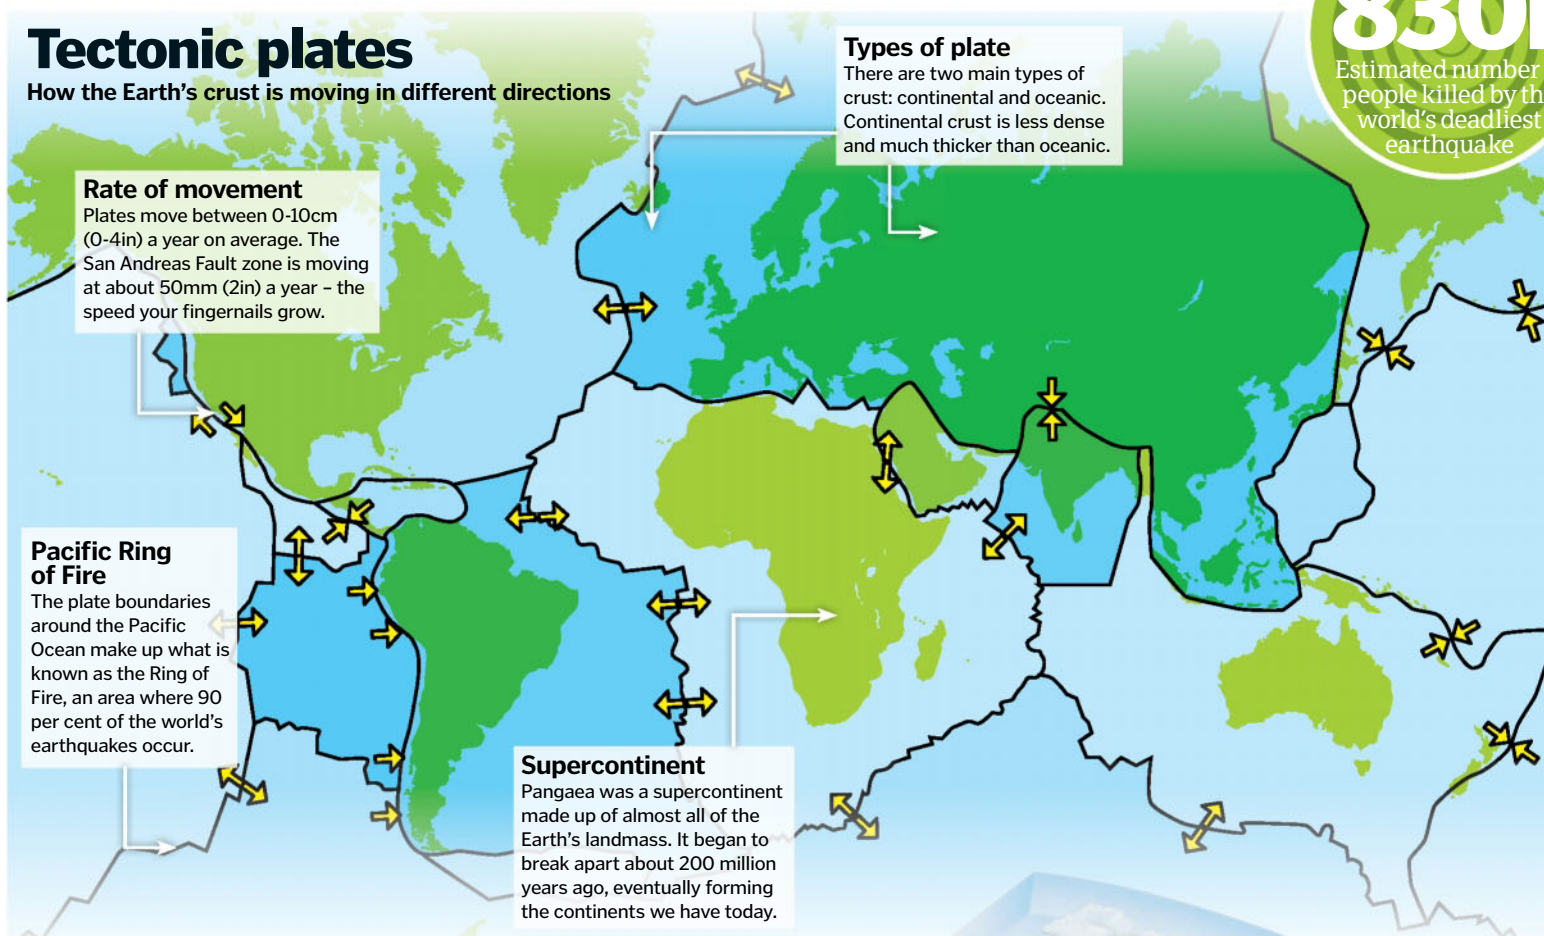 Tectonic plates
How the Earth's crust is moving in different directions
Types of plate
There are two main types of
crust: continental and oceanic.
Continental crust is less dense
and much thicker than oceanic.
830
Estimated number
people killed by
world's deadliest
earthquake
Rate of movement
Plates move between 0-10cm
(0-4in) a year on average. The
San Andreas Fault zone is moving
at about 50mm (2in) a year – the
speed your fingernails grow.
Pacific Ring
of Fire
The plate boundaries
around the Pacific
Ocean make up what is
known as the Ring of
Fire, an area where 90
per cent of the world's
earthquakes occur.
Supercontinent
Pangaea was a supercontinent
made up of almost all of the
Earth's landmass. It began to
break apart about 200 million
years ago, eventually forming
the continents we have today.